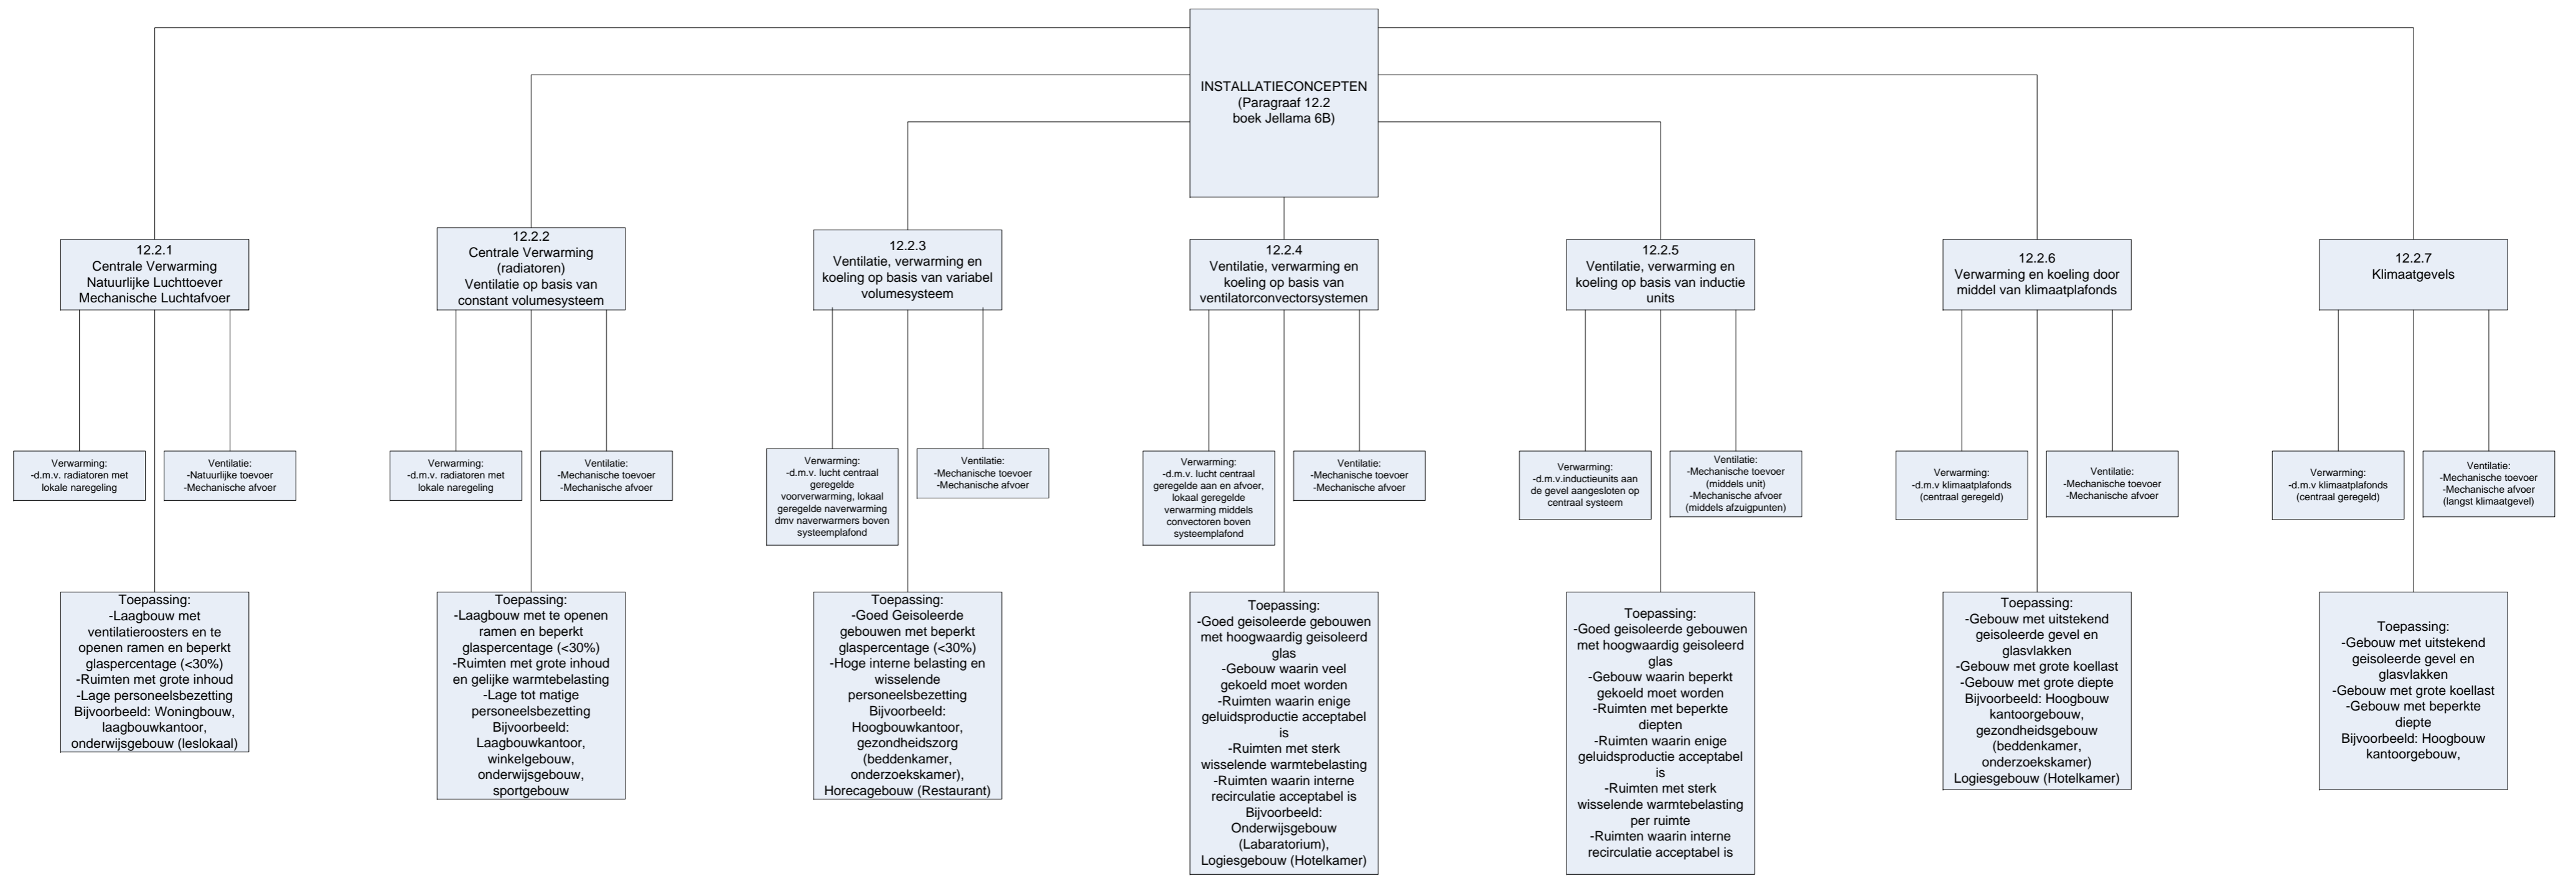 INSTALLATIECONCEPTEN
(Paragraaf 12.2
boek Jellama 6B)
12.2.1
Centrale Verwarming
Natuurlijke Luchttoever
Mechanische Luchtafvoer
12.2.2
Centrale Verwarming
(radiatoren)
Ventilatie op basis van
constant volumesysteem
12.2.3
Ventilatie, verwarming en
koeling op basis van variabel
volumesysteem
12.2.4
Ventilatie, verwarming en
koeling op basis van
ventilatorconvectorsystemen
12.2.5
Ventilatie, verwarming en
koeling op basis van inductie
units
12.2.6
Verwarming en koeling door
middel van klimaatplafonds
12.2.7
Klimaatgevels
Verwarming:
-d.m.v. radiatoren met
lokale naregeling
Ventilatie:
-Natuurlijke toevoer
-Mechanische afvoer
Verwarming:
-d.m.v. radiatoren met
lokale naregeling
Ventilatie:
-Mechanische toevoer
-Mechanische afvoer
Verwarming:
-d.m.v. lucht centraal
geregelde
voorverwarming, lokaal
geregelde naverwarming
dmv naverwarmers boven
systeemplafond
Ventilatie:
-Mechanische toevoer
-Mechanische afvoer
Verwarming:
-d.m.v. lucht centraal
geregelde aan en afvoer,
lokaal geregelde
verwarming middels
convectoren boven
systeemplafond
Ventilatie:
-Mechanische toevoer
-Mechanische afvoer
Verwarming:
-d.m.v.inductieunits aan
de gevel aangesloten op
centraal systeem
Ventilatie:
-Mechanische toevoer
(middels unit)
-Mechanische afvoer
(middels afzuigpunten)
Verwarming:
-d.m.v klimaatplafonds
(centraal geregeld)
Ventilatie:
-Mechanische toevoer
-Mechanische afvoer
Verwarming:
-d.m.v klimaatplafonds
(centraal geregeld)
Ventilatie:
-Mechanische toevoer
-Mechanische afvoer
(langst klimaatgevel)
Toepassing:
-Laagbouw met
ventilatieroosters en te
openen ramen en beperkt
glaspercentage (<30%)
-Ruimten met grote inhoud
-Lage personeelsbezetting
Bijvoorbeeld: Woningbouw,
laagbouwkantoor,
onderwijsgebouw (leslokaal)
Toepassing:
-Laagbouw met te openen
ramen en beperkt
glaspercentage (<30%)
-Ruimten met grote inhoud
en gelijke warmtebelasting
-Lage tot matige
personeelsbezetting
Bijvoorbeeld:
Laagbouwkantoor,
winkelgebouw,
onderwijsgebouw,
sportgebouw
Toepassing:
-Goed Geisoleerde
gebouwen met beperkt
glaspercentage (<30%)
-Hoge interne belasting en
wisselende
personeelsbezetting
Bijvoorbeeld:
Hoogbouwkantoor,
gezondheidszorg
(beddenkamer,
onderzoekskamer),
Horecagebouw (Restaurant)
Toepassing:
-Goed geisoleerde gebouwen
met hoogwaardig geisoleerd
glas
-Gebouw waarin veel
gekoeld moet worden
-Ruimten waarin enige
geluidsproductie acceptabel
is
-Ruimten met sterk
wisselende warmtebelasting
-Ruimten waarin interne
recirculatie acceptabel is
Bijvoorbeeld:
Onderwijsgebouw
(Labaratorium),
Logiesgebouw (Hotelkamer)
Toepassing:
-Goed geisoleerde gebouwen
met hoogwaardig geisoleerd
glas
-Gebouw waarin beperkt
gekoeld moet worden
-Ruimten met beperkte
diepten
-Ruimten waarin enige
geluidsproductie acceptabel
is
-Ruimten met sterk
wisselende warmtebelasting
per ruimte
-Ruimten waarin interne
recirculatie acceptabel is
Toepassing:
-Gebouw met uitstekend
geisoleerde gevel en
glasvlakken
-Gebouw met grote koellast
-Gebouw met grote diepte
Bijvoorbeeld: Hoogbouw
kantoorgebouw,
gezondheidsgebouw
(beddenkamer,
onderzoekskamer)
Logiesgebouw (Hotelkamer)
Toepassing:
-Gebouw met uitstekend
geisoleerde gevel en
glasvlakken
-Gebouw met grote koellast
-Gebouw met beperkte
diepte
Bijvoorbeeld: Hoogbouw
kantoorgebouw,